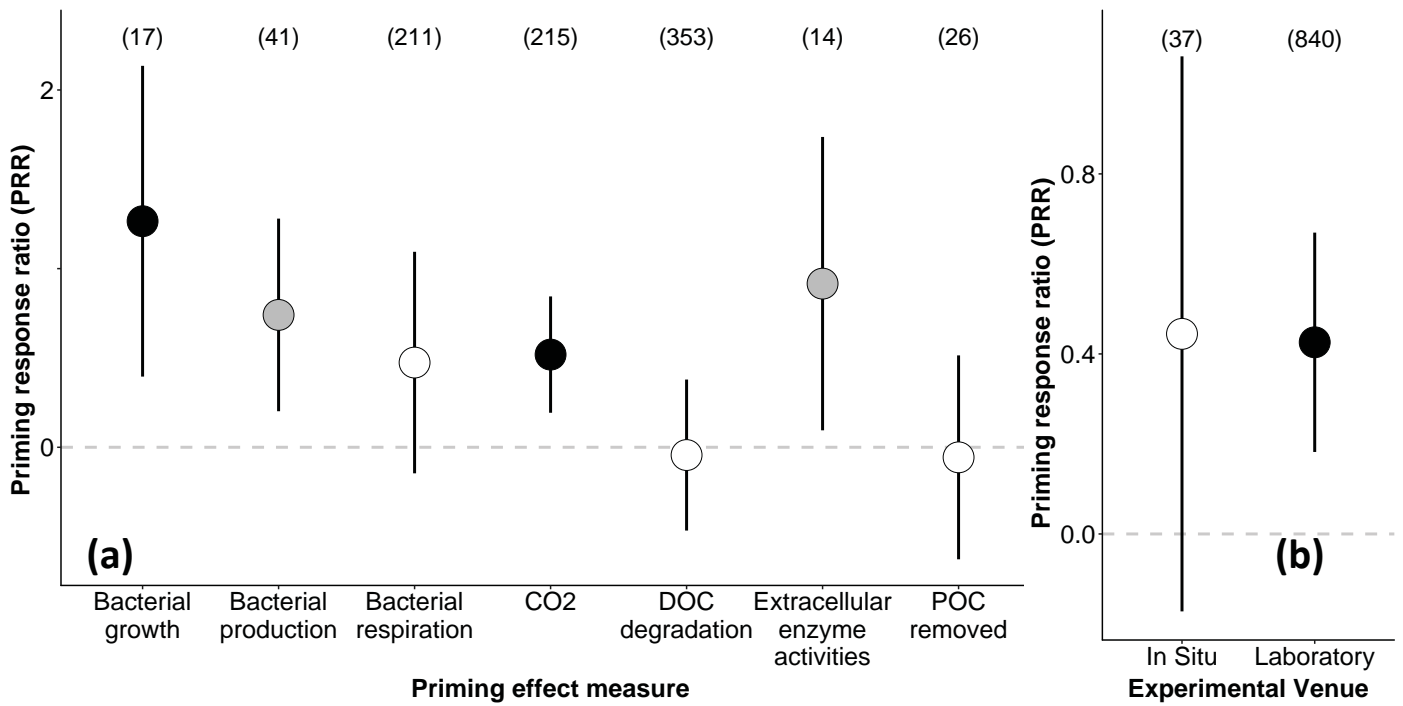 (17) (41) (211) (215) (353) (14) (26)
Priming response ratio (PRR)
2
0
(a)
Bacterial growth
Bacterial production
Bacterial respiration
CO2
DOC degradation
Extracellular enzyme activities
POC removed
Priming effect measure
(37) (840)
Priming response ratio (PRR)
0.8
0.4
0.0
(b)
In Situ Laboratory
Experimental Venue